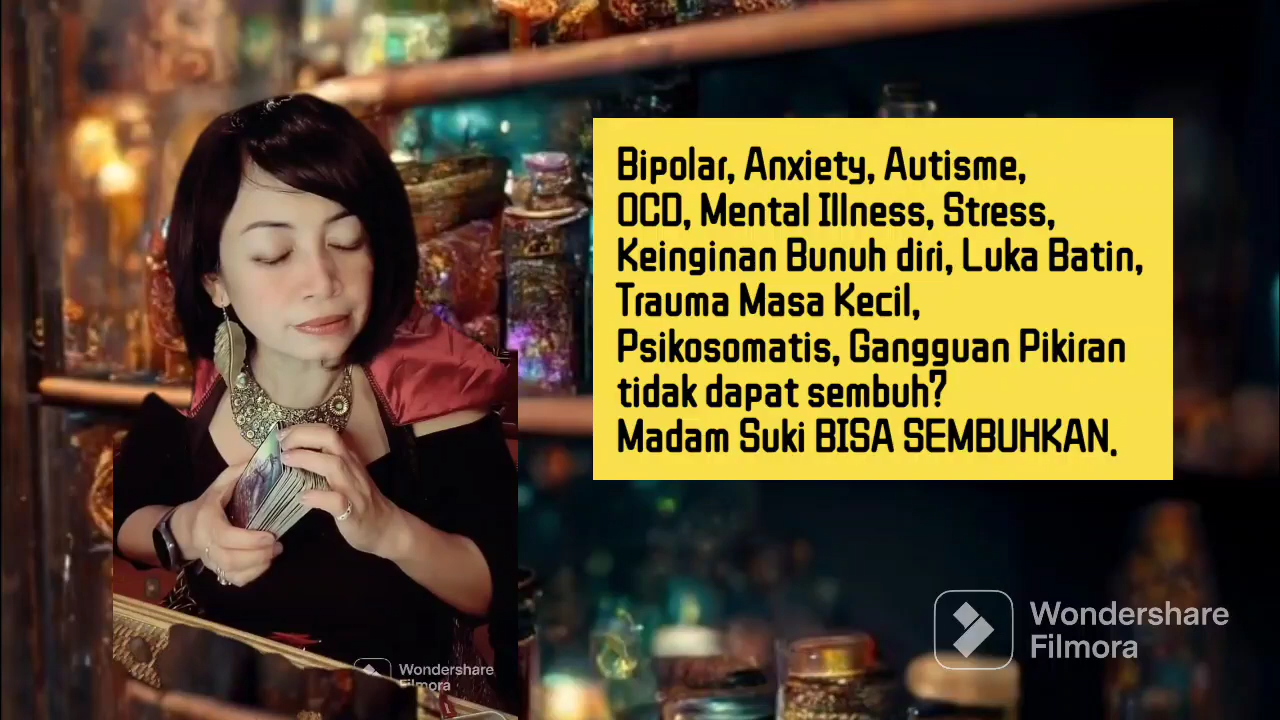 Bipolar, Anxiety, Autisme,
OCD, Mental Illness, Stress,
Keinginan Bunuh diri, Luka Batin,
Trauma Masa Kecil,
Psikosomatis, Gangguan Pikiran
tidak dapat sembuh?
Madam Suki BISA SEMBUHKAN.
Wondershare
Filmora
Wondershare
Filmora